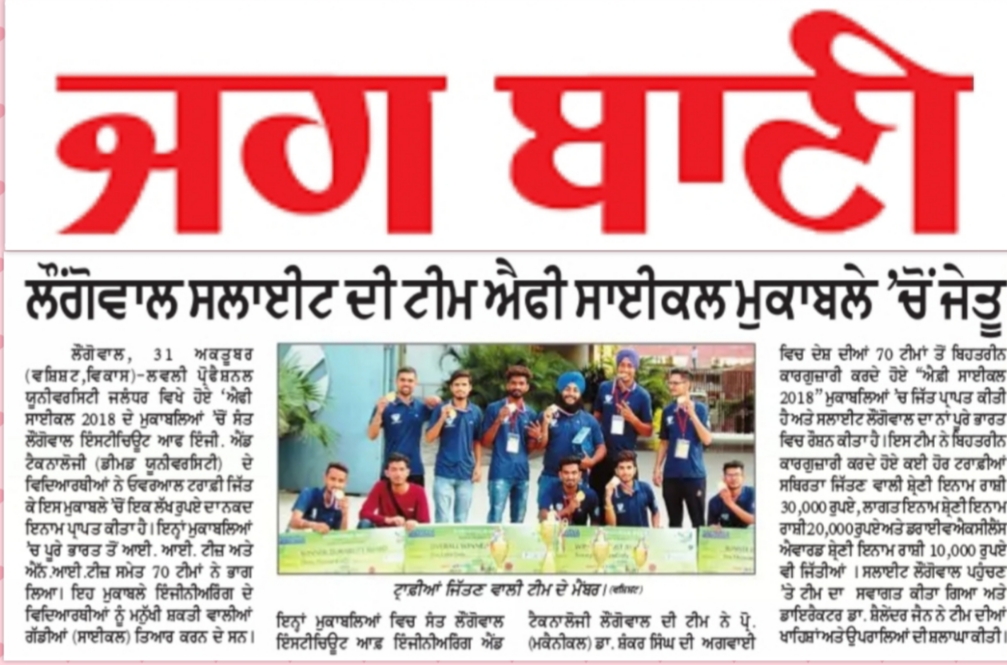 ਜਗ ਬਾਣੀ
ਲੌਂਗੋਵਾਲ ਸਲਾਈਟ ਦੀ ਟੀਮ ਐਫੀ ਸਾਈਕਲ ਮੁਕਾਬਲੇ 'ਚੋਂ ਜੇਤੂ
ਲੌਂਗੋਵਾਲ, 31 ਅਕਤੂਬਰ
(ਵਸ਼ਿਸ਼ਟ,ਵਿਕਾਸ)-ਲਵਲੀ ਪ੍ਰੋਫੈਸ਼ਨਲ
ਯੂਨੀਵਰਸਿਟੀ ਜਲੰਧਰ ਵਿਖੇ ਹੋਏ 'ਐਫੀ
ਸਾਈਕਲ 2018 ਦੇ ਮੁਕਾਬਲਿਆਂ 'ਚੋਂ ਸੰਤ
ਲੌਂਗੋਵਾਲ ਇੰਸਟੀਚਿਊਟ ਆਫ ਇੰਜੀ. ਐਂਡ
ਟੈਕਨਾਲੋਜੀ (ਡੀਮਡ ਯੂਨੀਵਰਸਿਟੀ) ਦੇ
ਵਿਦਿਆਰਥੀਆਂ ਨੇ ਓਵਰਆਲ ਟਰਾਫੀ ਜਿੱਤ
ਕੇ ਇਸ ਮੁਕਾਬਲੇ 'ਚੋਂ ਇਕ ਲੱਖ ਰੁਪਏ ਦਾ ਨਕਦ
ਇਨਾਮ ਪ੍ਰਾਪਤ ਕੀਤਾ ਹੈ। ਇਨ੍ਹਾਂ ਮੁਕਾਬਲਿਆਂ
'ਚ ਪੂਰੇ ਭਾਰਤ ਤੋਂ ਆਈ. ਆਈ. ਟੀਜ਼ ਅਤੇ
ਐੱਨ.ਆਈ.ਟੀਜ਼ ਸਮੇਤ 70 ਟੀਮਾਂ ਨੇ ਭਾਗ
ਲਿਆ। ਇਹ ਮੁਕਾਬਲੇ ਇੰਜੀਨੀਅਰਿੰਗ ਦੇ
ਵਿਦਿਆਰਥੀਆਂ ਨੂੰ ਮਨੁੱਖੀ ਸ਼ਕਤੀ ਵਾਲੀਆਂ
ਗੱਡੀਆਂ (ਸਾਈਕਲ) ਤਿਆਰ ਕਰਨ ਦੇ ਸਨ।
ਟ੍ਰਾਫ਼ੀਆਂ ਜਿੱਤਣ ਵਾਲੀ ਟੀਮ ਦੇ ਮੈਂਬਰ। (ਵਸ਼ਿਸ਼ਟ)
ਇਨ੍ਹਾਂ ਮੁਕਾਬਲਿਆਂ ਵਿਚ ਸੰਤ ਲੌਂਗੋਵਾਲ
ਇੰਸਟੀਚਿਊਟ ਆਫ਼ ਇੰਜੀਨੀਅਰਿੰਗ ਐਂਡ
ਟੈਕਨਾਲੋਜੀ ਲੌਂਗੋਵਾਲ ਦੀ ਟੀਮ ਨੇ ਪ੍ਰੋ.
(ਮਕੈਨੀਕਲ) ਡਾ. ਸ਼ੰਕਰ ਸਿੰਘ ਦੀ ਅਗਵਾਈ
ਵਿਚ ਦੇਸ਼ ਦੀਆਂ 70 ਟੀਮਾਂ ਤੋਂ ਬਿਹਤਰੀਨ
ਕਾਰਗੁਜ਼ਾਰੀ ਕਰਦੇ ਹੋਏ "ਐਫ਼ੀ ਸਾਈਕਲ
2018" ਮੁਕਾਬਲਿਆਂ 'ਚ ਜਿੱਤ ਪ੍ਰਾਪਤ ਕੀਤੀ
ਹੈ ਅਤੇ ਸਲਾਈਟ ਲੌਂਗੋਵਾਲ ਦਾ ਨਾਂ ਪੂਰੇ ਭਾਰਤ
ਵਿਚ ਰੌਸ਼ਨ ਕੀਤਾ ਹੈ। ਇਸ ਟੀਮ ਨੇ ਬਿਹਤਰੀਨ
ਕਾਰਗੁਜ਼ਾਰੀ ਕਰਦੇ ਹੋਏ ਕਈ ਹੋਰ ਟਰਾਫ਼ੀਆਂ
ਸਥਿਰਤਾ ਜਿੱਤਣ ਵਾਲੀ ਸ਼੍ਰੇਣੀ ਇਨਾਮ ਰਾਸ਼ੀ
30,000 ਰੁਪਏ, ਲਾਗਤ ਇਨਾਮ ਸ਼੍ਰੇਣੀ ਇਨਾਮ
ਰਾਸ਼ੀ 20,000 ਰੁਪਏ ਅਤੇ ਡਰਾਈਵ ਐਕਸੀਲੈਂਸ
ਐਵਾਰਡ ਸ਼੍ਰੇਣੀ ਇਨਾਮ ਰਾਸ਼ੀ 10,000 ਰੁਪਏ
ਵੀ ਜਿੱਤੀਆਂ । ਸਲਾਈਟ ਲੌਂਗੋਵਾਲ ਪਹੁੰਚਣ
'ਤੇ ਟੀਮ ਦਾ ਸਵਾਗਤ ਕੀਤਾ ਗਿਆ ਅਤੇ
ਡਾਇਰੈਕਟਰ ਡਾ. ਸ਼ੈਲੇਂਦਰ ਜੈਨ ਨੇ ਟੀਮ ਦੀਆਂ
ਖਾਹਿਸ਼ਾਂ ਅਤੇ ਉਪਰਾਲਿਆਂ ਦੀ ਸ਼ਲਾਘਾ ਕੀਤੀ।